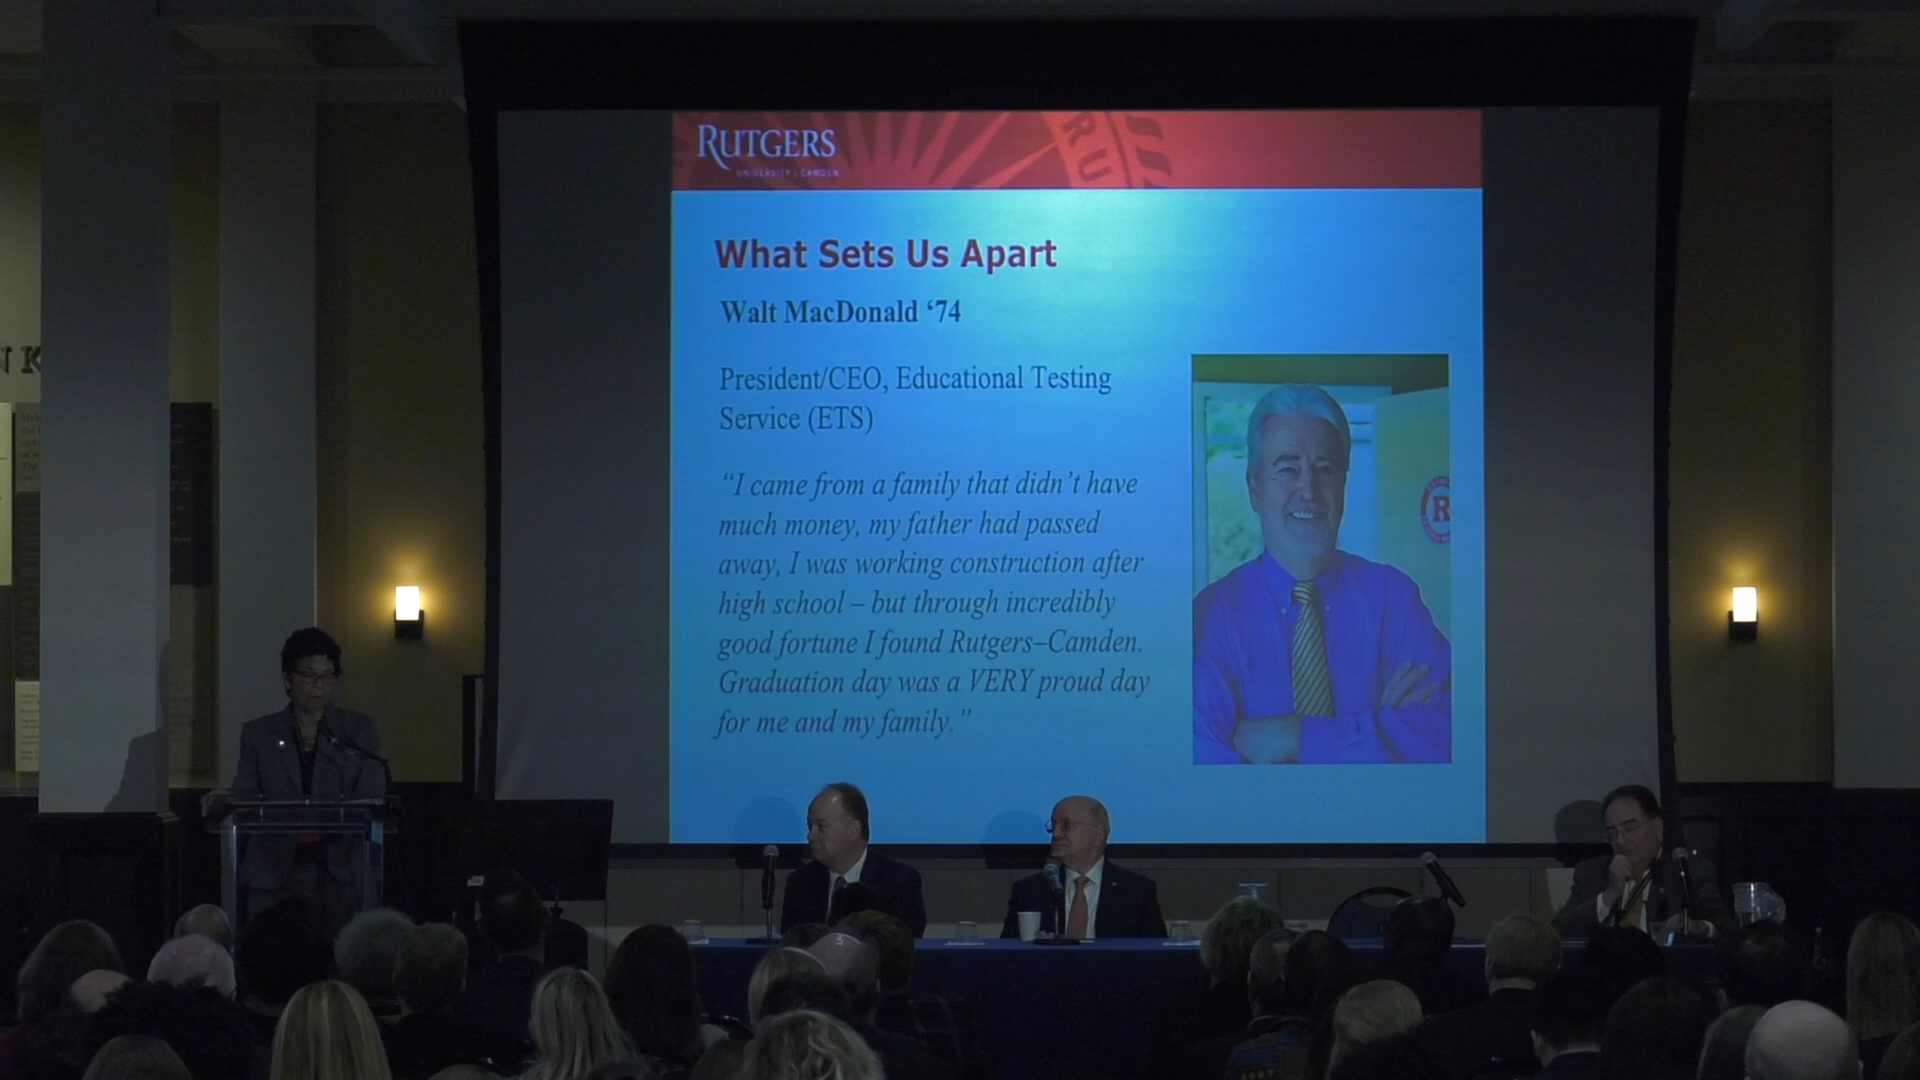 RUTGERS
UNIVERSITY | CAMDEN
RU
What Sets Us Apart
Walt MacDonald ‘74
President/CEO, Educational Testing
Service (ETS)
“I came from a family that didn’t have
much money, my father had passed
away, I was working construction after
high school – but through incredibly
good fortune I found Rutgers–Camden.
Graduation day was a VERY proud day
for me and my family.”
R